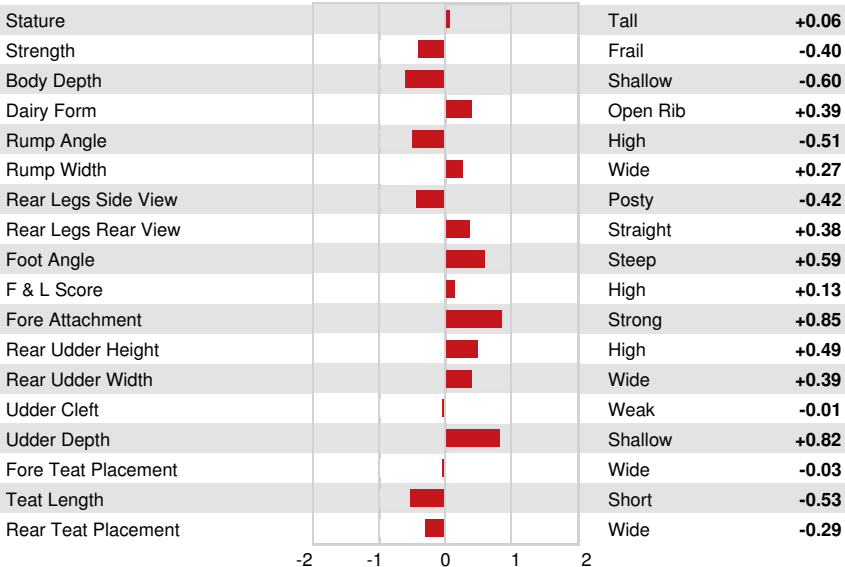 Stature Tall +0.06
Strength Frail -0.40
Body Depth Shallow -0.60
Dairy Form Open Rib +0.39
Rump Angle High -0.51
Rump Width Wide +0.27
Rear Legs Side View Posty -0.42
Rear Legs Rear View Straight +0.38
Foot Angle Steep +0.59
F & L Score High +0.13
Fore Attachment Strong +0.85
Rear Udder Height High +0.49
Rear Udder Width Wide +0.39
Udder Cleft Weak -0.01
Udder Depth Shallow +0.82
Fore Teat Placement Wide -0.03
Teat Length Short -0.53
Rear Teat Placement Wide -0.29
-2 -1 0 1 2